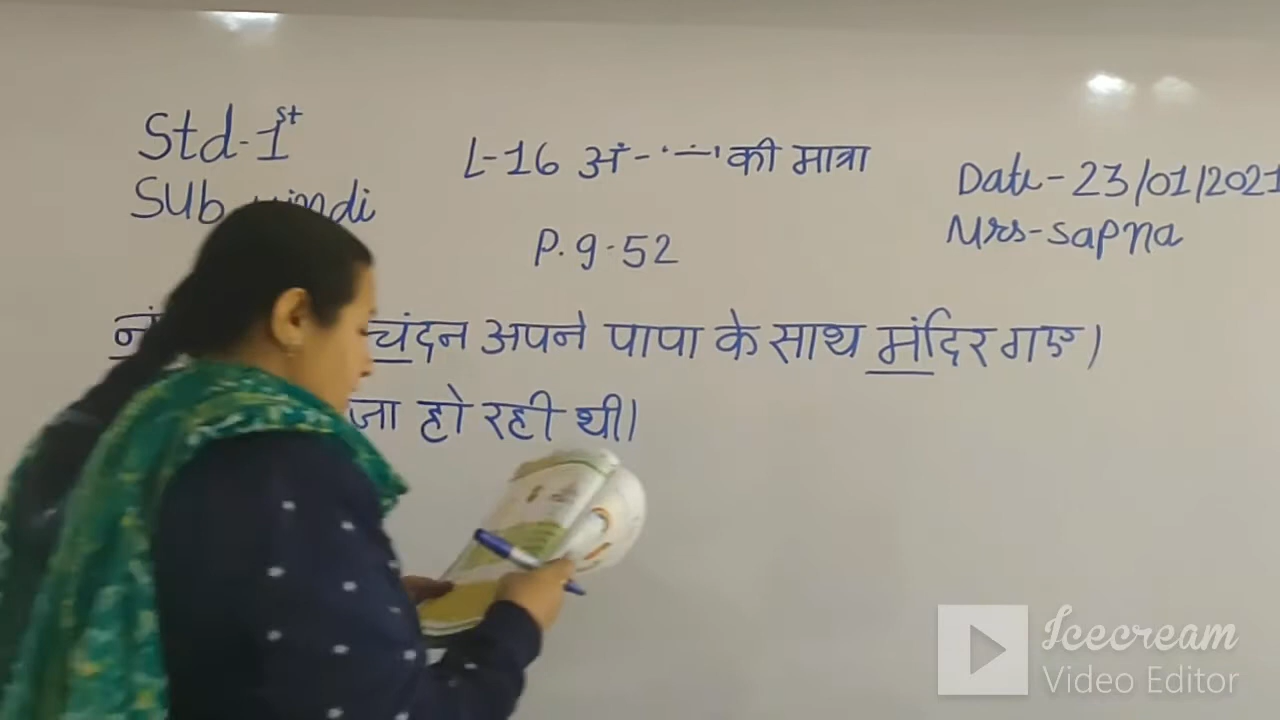 Std-1st
L-16 अं-'-∸-'की मात्रा
Date-23/01/2021
Sub
Mrs-Sapna
P.g-52
चंदन अपने पापा के साथ मंदिर गए।
हो रही थी।
Icecream
Video Editor